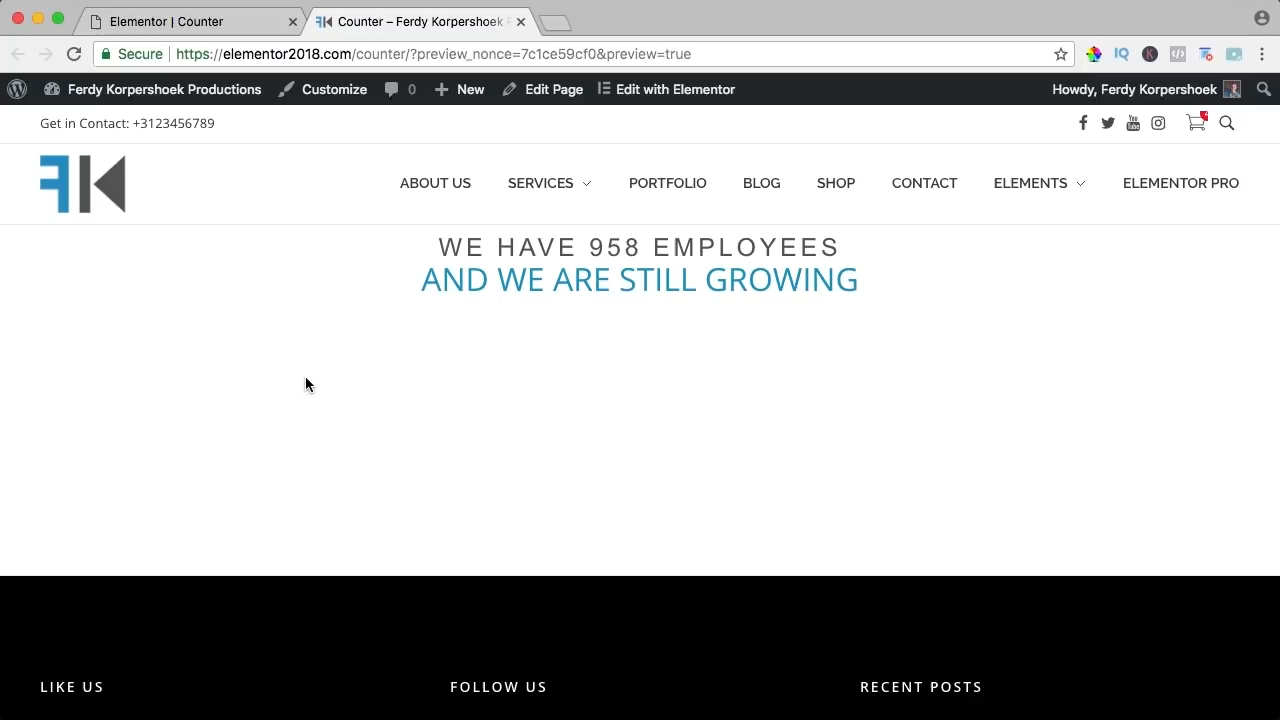 Elementor | Counter
Counter – Ferdy Korpershoek
Secure
https://elementor2018.com/counter/?preview_nonce=7c1ce59cf0&preview=true
Ferdy Korpershoek Productions
Customize
0
New
Edit Page
Edit with Elementor
Howdy, Ferdy Korpershoek
Get in Contact: +3123456789
ABOUT US
SERVICES
PORTFOLIO
BLOG
SHOP
CONTACT
ELEMENTS
ELEMENTOR PRO
WE HAVE 958 EMPLOYEES
AND WE ARE STILL GROWING
LIKE US
FOLLOW US
RECENT POSTS